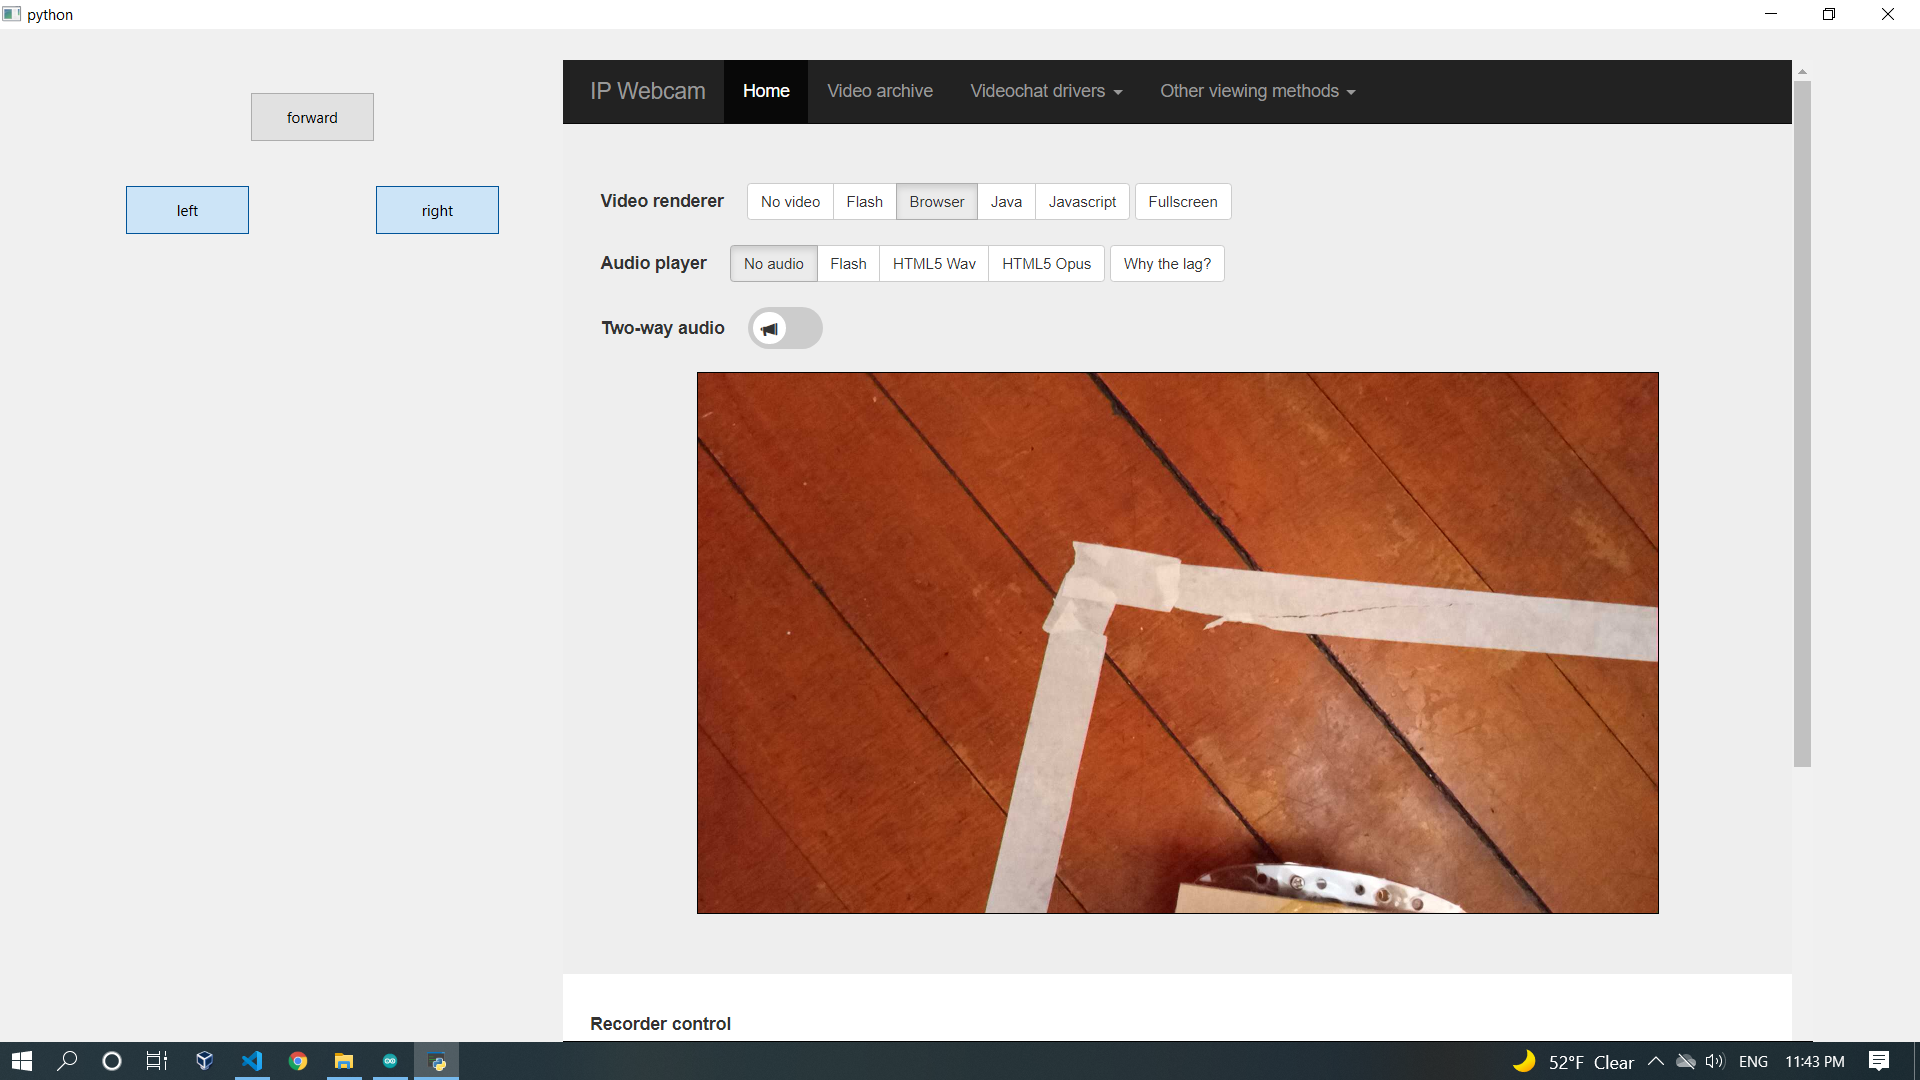 python
forward
left right
IP Webcam Home Video archive Videochat drivers Other viewing methods
Video renderer No video Flash Browser Java Javascript Fullscreen
Audio player No audio Flash HTML5 Wav HTML5 Opus Why the lag?
Two-way audio
Recorder control
52°F Clear ENG 11:43 PM